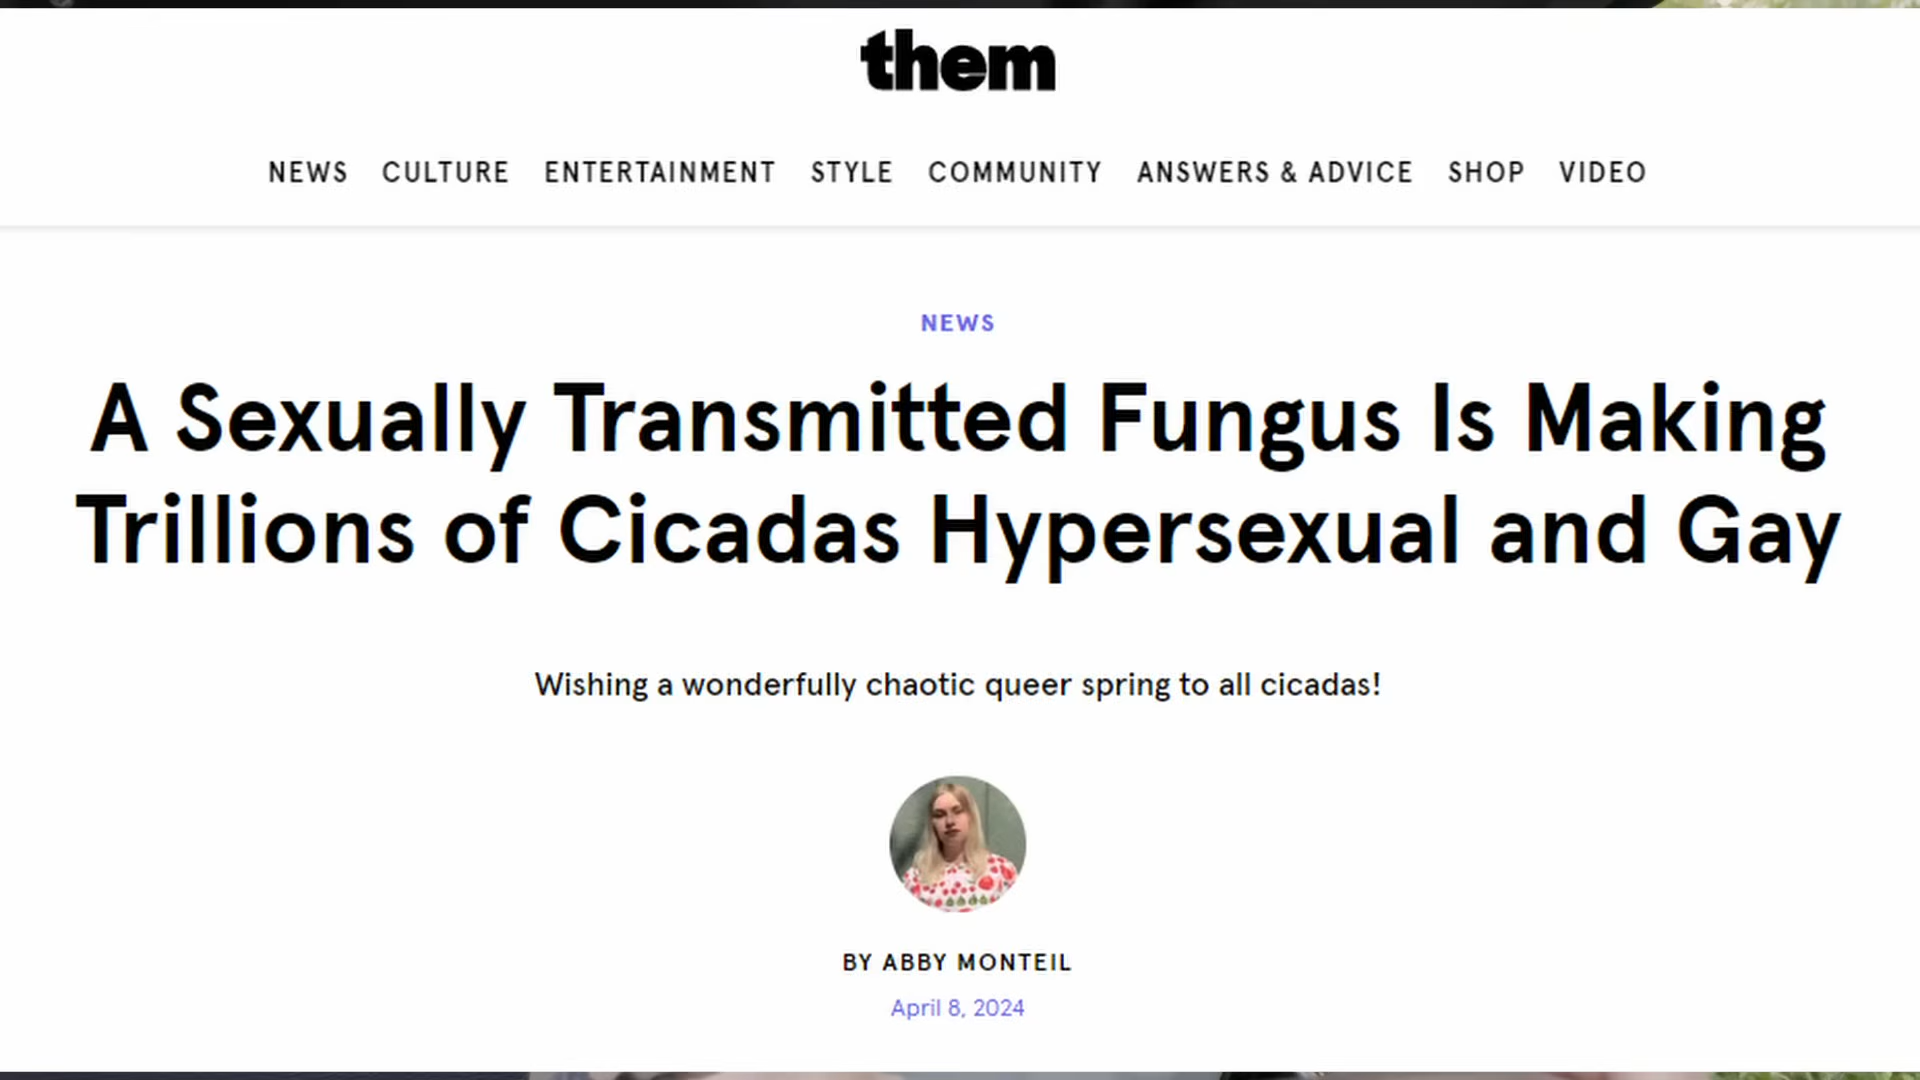 them
NEWS CULTURE ENTERTAINMENT STYLE COMMUNITY ANSWERS & ADVICE SHOP VIDEO
NEWS
A Sexually Transmitted Fungus Is Making
Trillions of Cicadas Hypersexual and Gay
Wishing a wonderfully chaotic queer spring to all cicadas!
BY ABBY MONTEIL
April 8, 2024